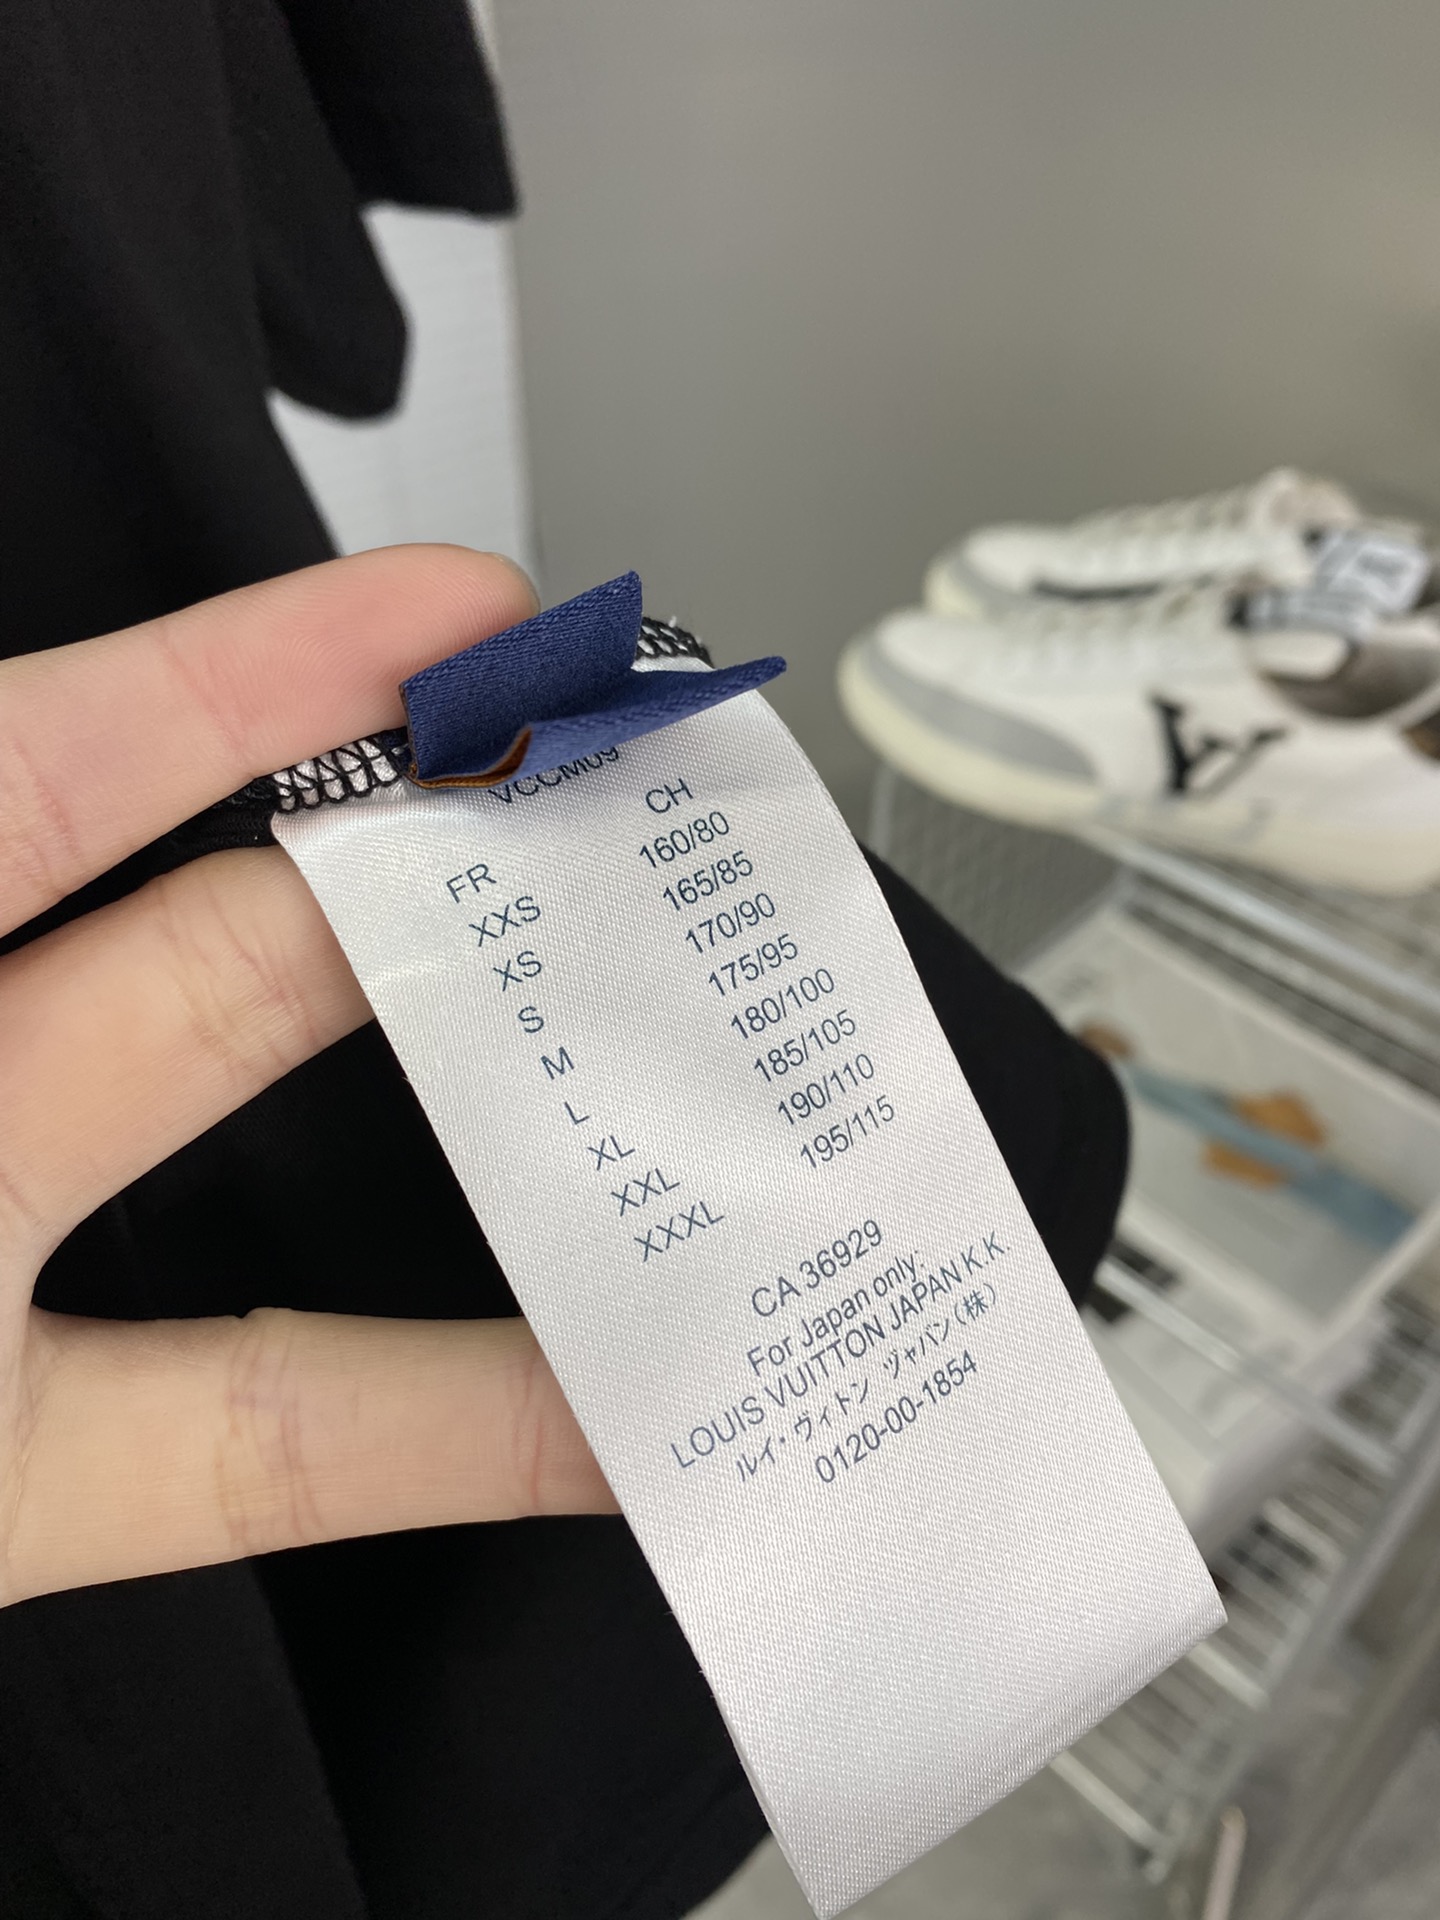 VCCM09
FR CH
XXS 160/80
XS 165/85
S 170/90
M 175/95
L 180/100
XL 185/105
XXL 190/110
XXXL 195/115
CA 36929
For Japan only:
LOUIS VUITTON JAPAN K.K.
ルイ・ヴィトン ヅャパン(株)
0120-00-1854